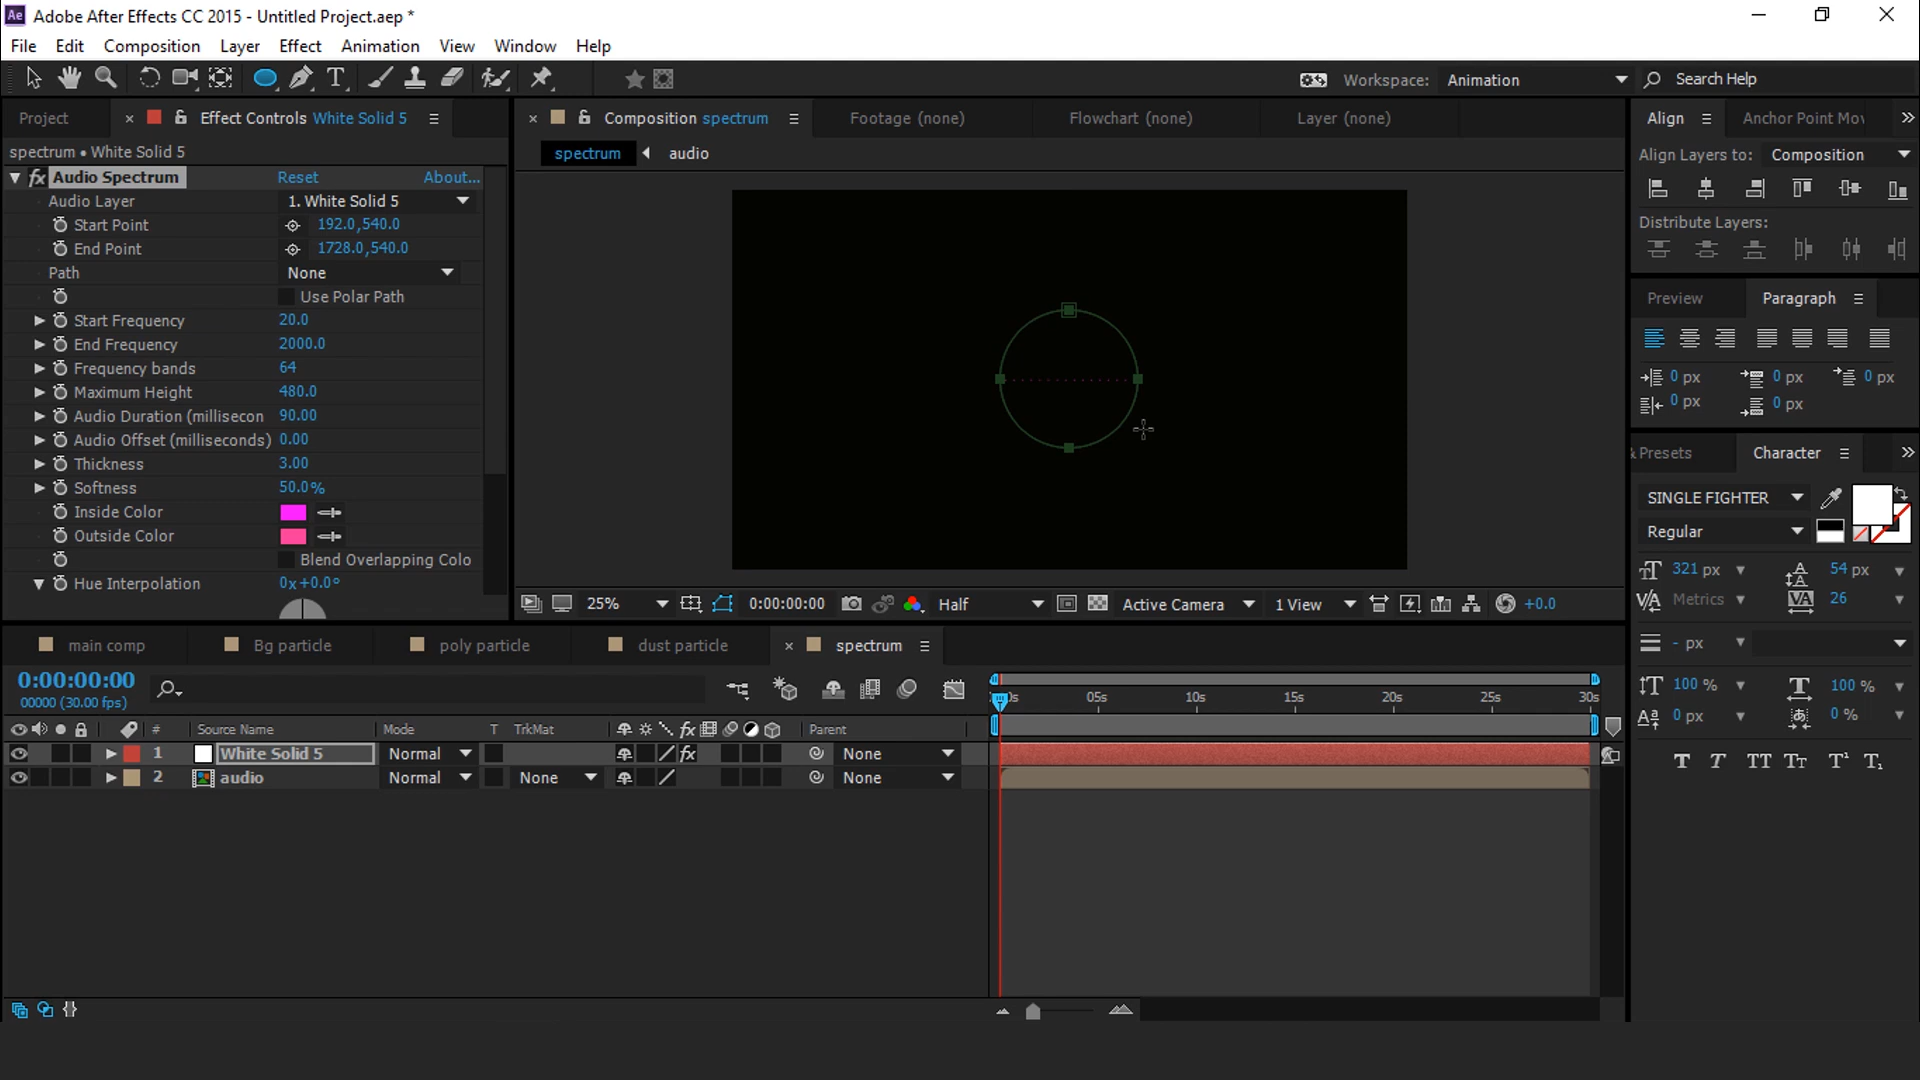 Adobe After Effects CC 2015 - Untitled Project.aep *
File Edit Composition Layer Effect Animation View Window Help
Workspace: Animation Search Help
Project Effect Controls White Solid 5
Composition spectrum Footage (none) Flowchart (none) Layer (none)
Align Anchor Point Mov
spectrum • White Solid 5
spectrum audio
Align Layers to: Composition
fx Audio Spectrum Reset About...
Audio Layer 1. White Solid 5
Start Point 192.0,540.0
Distribute Layers:
End Point 1728.0,540.0
Path None
Use Polar Path
Preview Paragraph
Start Frequency 20.0
End Frequency 2000.0
Frequency bands 64
0 px 0 px 0 px
Maximum Height 480.0
0 px 0 px
Audio Duration (millisecon 90.00
Audio Offset (milliseconds) 0.00
& Presets Character
Thickness 3.00
Softness 50.0%
SINGLE FIGHTER
Inside Color
Regular
Outside Color
Blend Overlapping Colo
321 px 54 px
Hue Interpolation 0x+0.0°
Metrics 26
25% 0:00:00:00 Half Active Camera 1 View +0.0
- px
main comp Bg particle poly particle dust particle spectrum
0:00:00:00
00000 (30.00 fps)
100 % 100 %
0 px 0 %
0s 05s 10s 15s 20s 25s 30s
# Source Name Mode T TrkMat fx Parent
1 White Solid 5 Normal fx None
2 audio Normal None None
T T TT Tт T¹ T₁